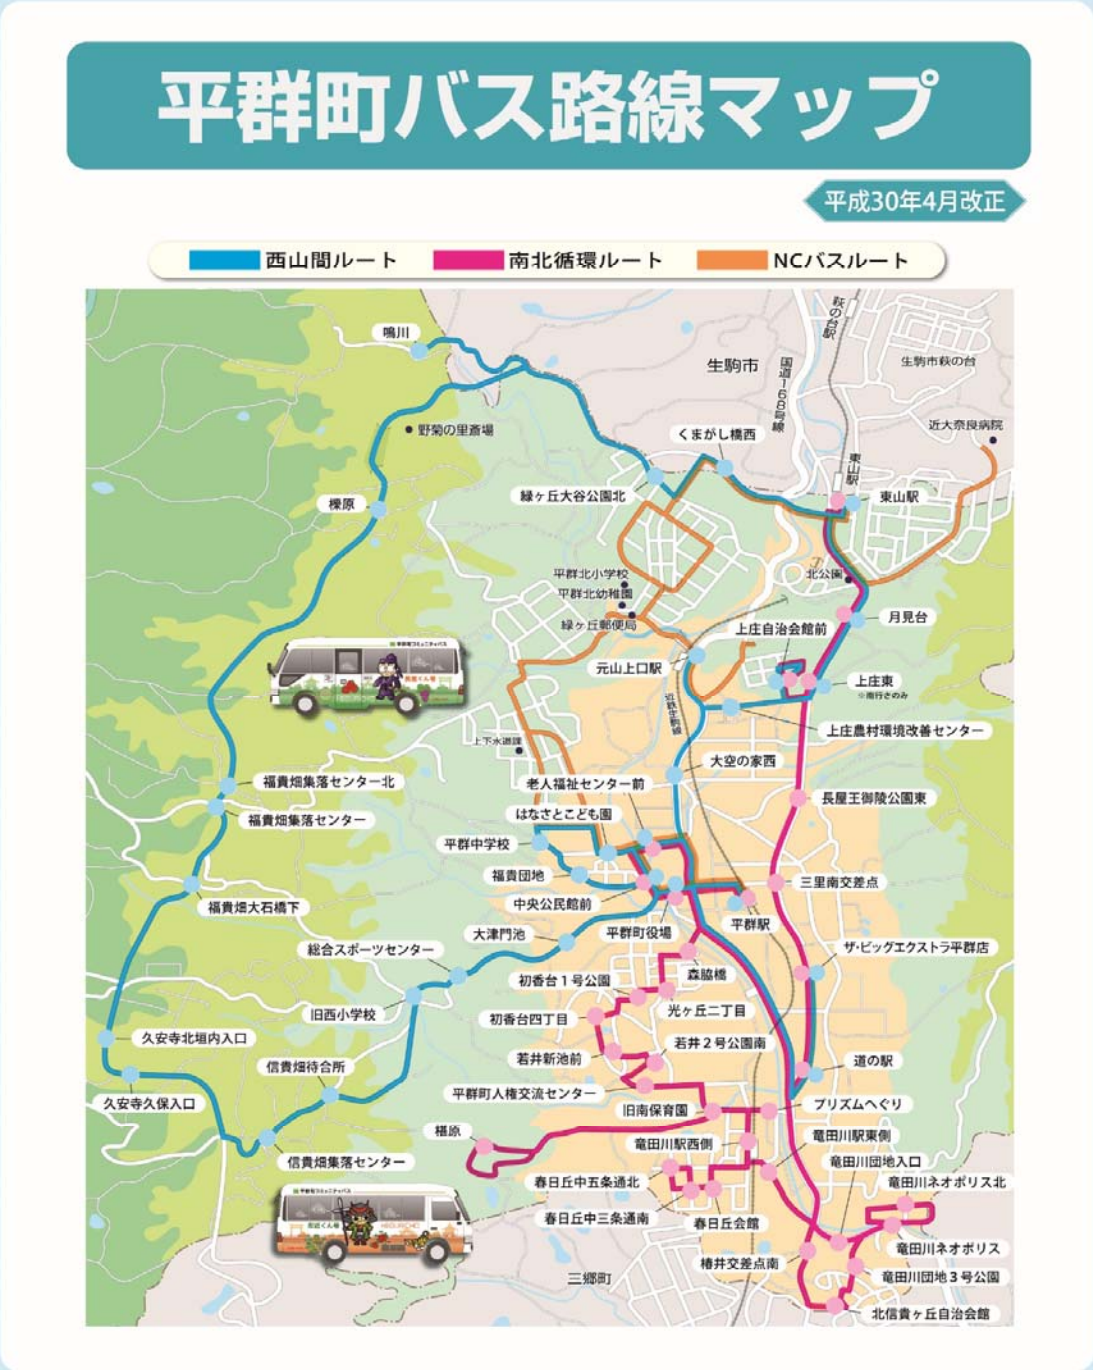 平群町バス路線マップ
平成30年4月改正
西山間ルート
南北循環ルート
NCバスルート
鳴川
萩の台駅
生駒市
国道168号線
生駒市萩の台
野菊の里斎場
くまがし橋西
近大奈良病院
東山駅
緑ヶ丘大谷公園北
東山駅
櫟原
平群北小学校
北公園
平群北幼稚園
緑ヶ丘郵便局
月見台
上庄自治会館前
元山上口駅
上庄東
※南行きのみ
近鉄生駒線
上庄農村環境改善センター
上下水道課
大空の家西
福貴畑集落センター北
老人福祉センター前
長屋王御陵公園東
福貴畑集落センター
はなさとこども園
平群中学校
福貴団地
三里南交差点
福貴畑大石橋下
中央公民館前
平群駅
大津門池
平群町役場
総合スポーツセンター
ザ・ビッグエクストラ平群店
森脇橋
初香台1号公園
旧西小学校
光ヶ丘二丁目
初香台四丁目
久安寺北垣内入口
若井2号公園南
若井新池前
道の駅
信貴畑待合所
平群町人権交流センター
久安寺久保入口
旧南保育園
プリズムへぐり
椹原
竜田川駅西側
竜田川駅東側
信貴畑集落センター
竜田川団地入口
春日丘中五条通北
竜田川ネオポリス北
春日丘中三条通南
春日丘会館
竜田川ネオポリス
椿井交差点南
三郷町
竜田川団地3号公園
北信貴ヶ丘自治会館